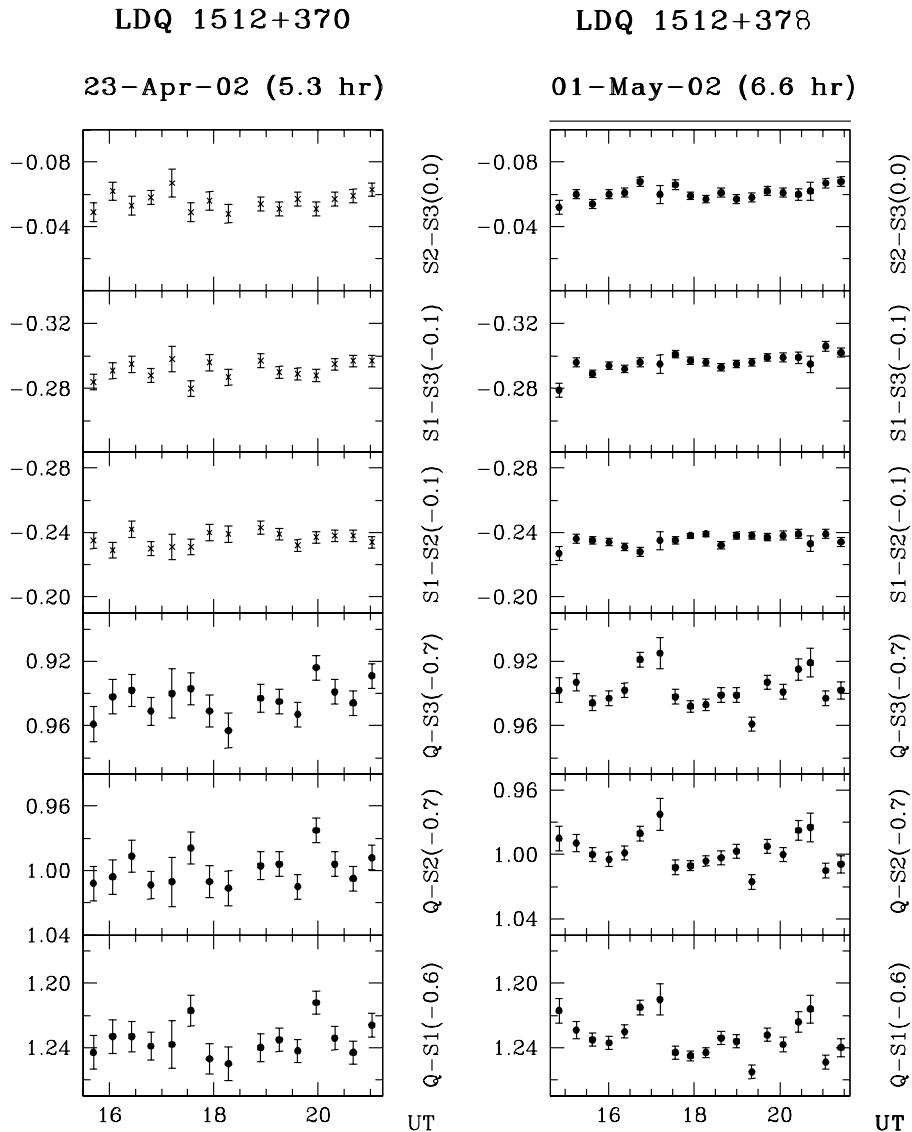 LDQ 1512+370
LDQ 1512+378
23-Apr-02 (5.3 hr)
01-May-02 (6.6 hr)
-0.08
-0.04
S2-S3(0.0)
-0.32
-0.28
S1-S3(-0.1)
-0.28
-0.24
-0.20
S1-S2(-0.1)
0.92
0.96
Q-S3(-0.7)
0.96
1.00
1.04
Q-S2(-0.7)
1.20
1.24
Q-S1(-0.6)
16
18
20
UT
-0.08
-0.04
S2-S3(0.0)
-0.32
-0.28
S1-S3(-0.1)
-0.28
-0.24
-0.20
S1-S2(-0.1)
0.92
0.96
Q-S3(-0.7)
0.96
1.00
1.04
Q-S2(-0.7)
1.20
1.24
Q-S1(-0.6)
16
18
20
UT